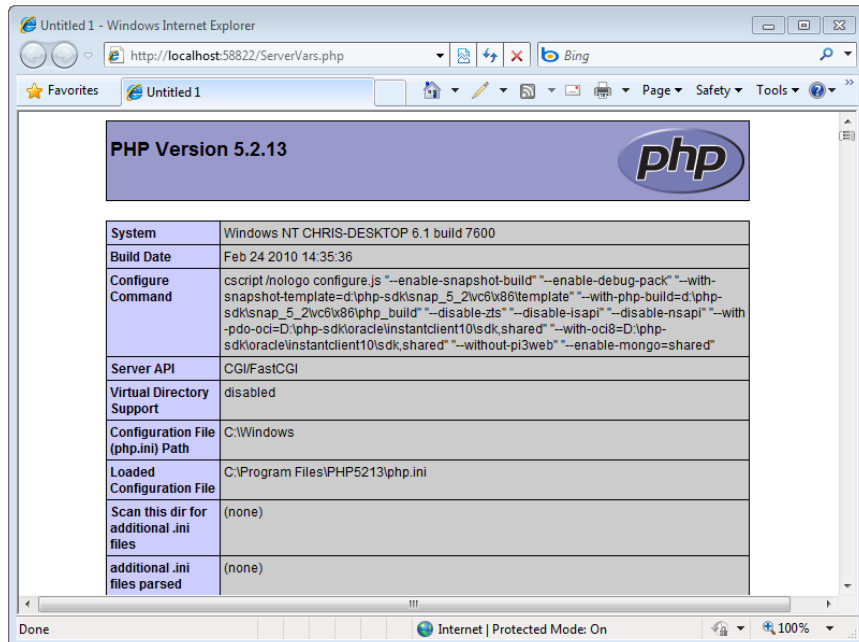 Untitled 1 - Windows Internet Explorer
http://localhost:58822/ServerVars.php
Bing
Favorites
Untitled 1
Page
Safety
Tools
PHP Version 5.2.13
php
System
Windows NT CHRIS-DESKTOP 6.1 build 7600
Build Date
Feb 24 2010 14:35:36
Configure
Command
cscript /nologo configure.js "--enable-snapshot-build" "--enable-debug-pack" "--with-
snapshot-template=d:\php-sdk\snap_5_2\vc6\x86\template" "--with-php-build=d:\php-
sdk\snap_5_2\vc6\x86\php_build" "--disable-zts" "--disable-isapi" "--disable-nsapi" "--with
-pdo-oci=D:\php-sdk\oracle\instantclient10\sdk,shared" "--with-oci8=D:\php-
sdk\oracle\instantclient10\sdk,shared" "--without-pi3web" "--enable-mongo=shared"
Server API
CGI/FastCGI
Virtual Directory
Support
disabled
Configuration File
(php.ini) Path
C:\Windows
Loaded
Configuration File
C:\Program Files\PHP5213\php.ini
Scan this dir for
additional .ini
files
(none)
additional .ini
files parsed
(none)
Done
Internet | Protected Mode: On
100%